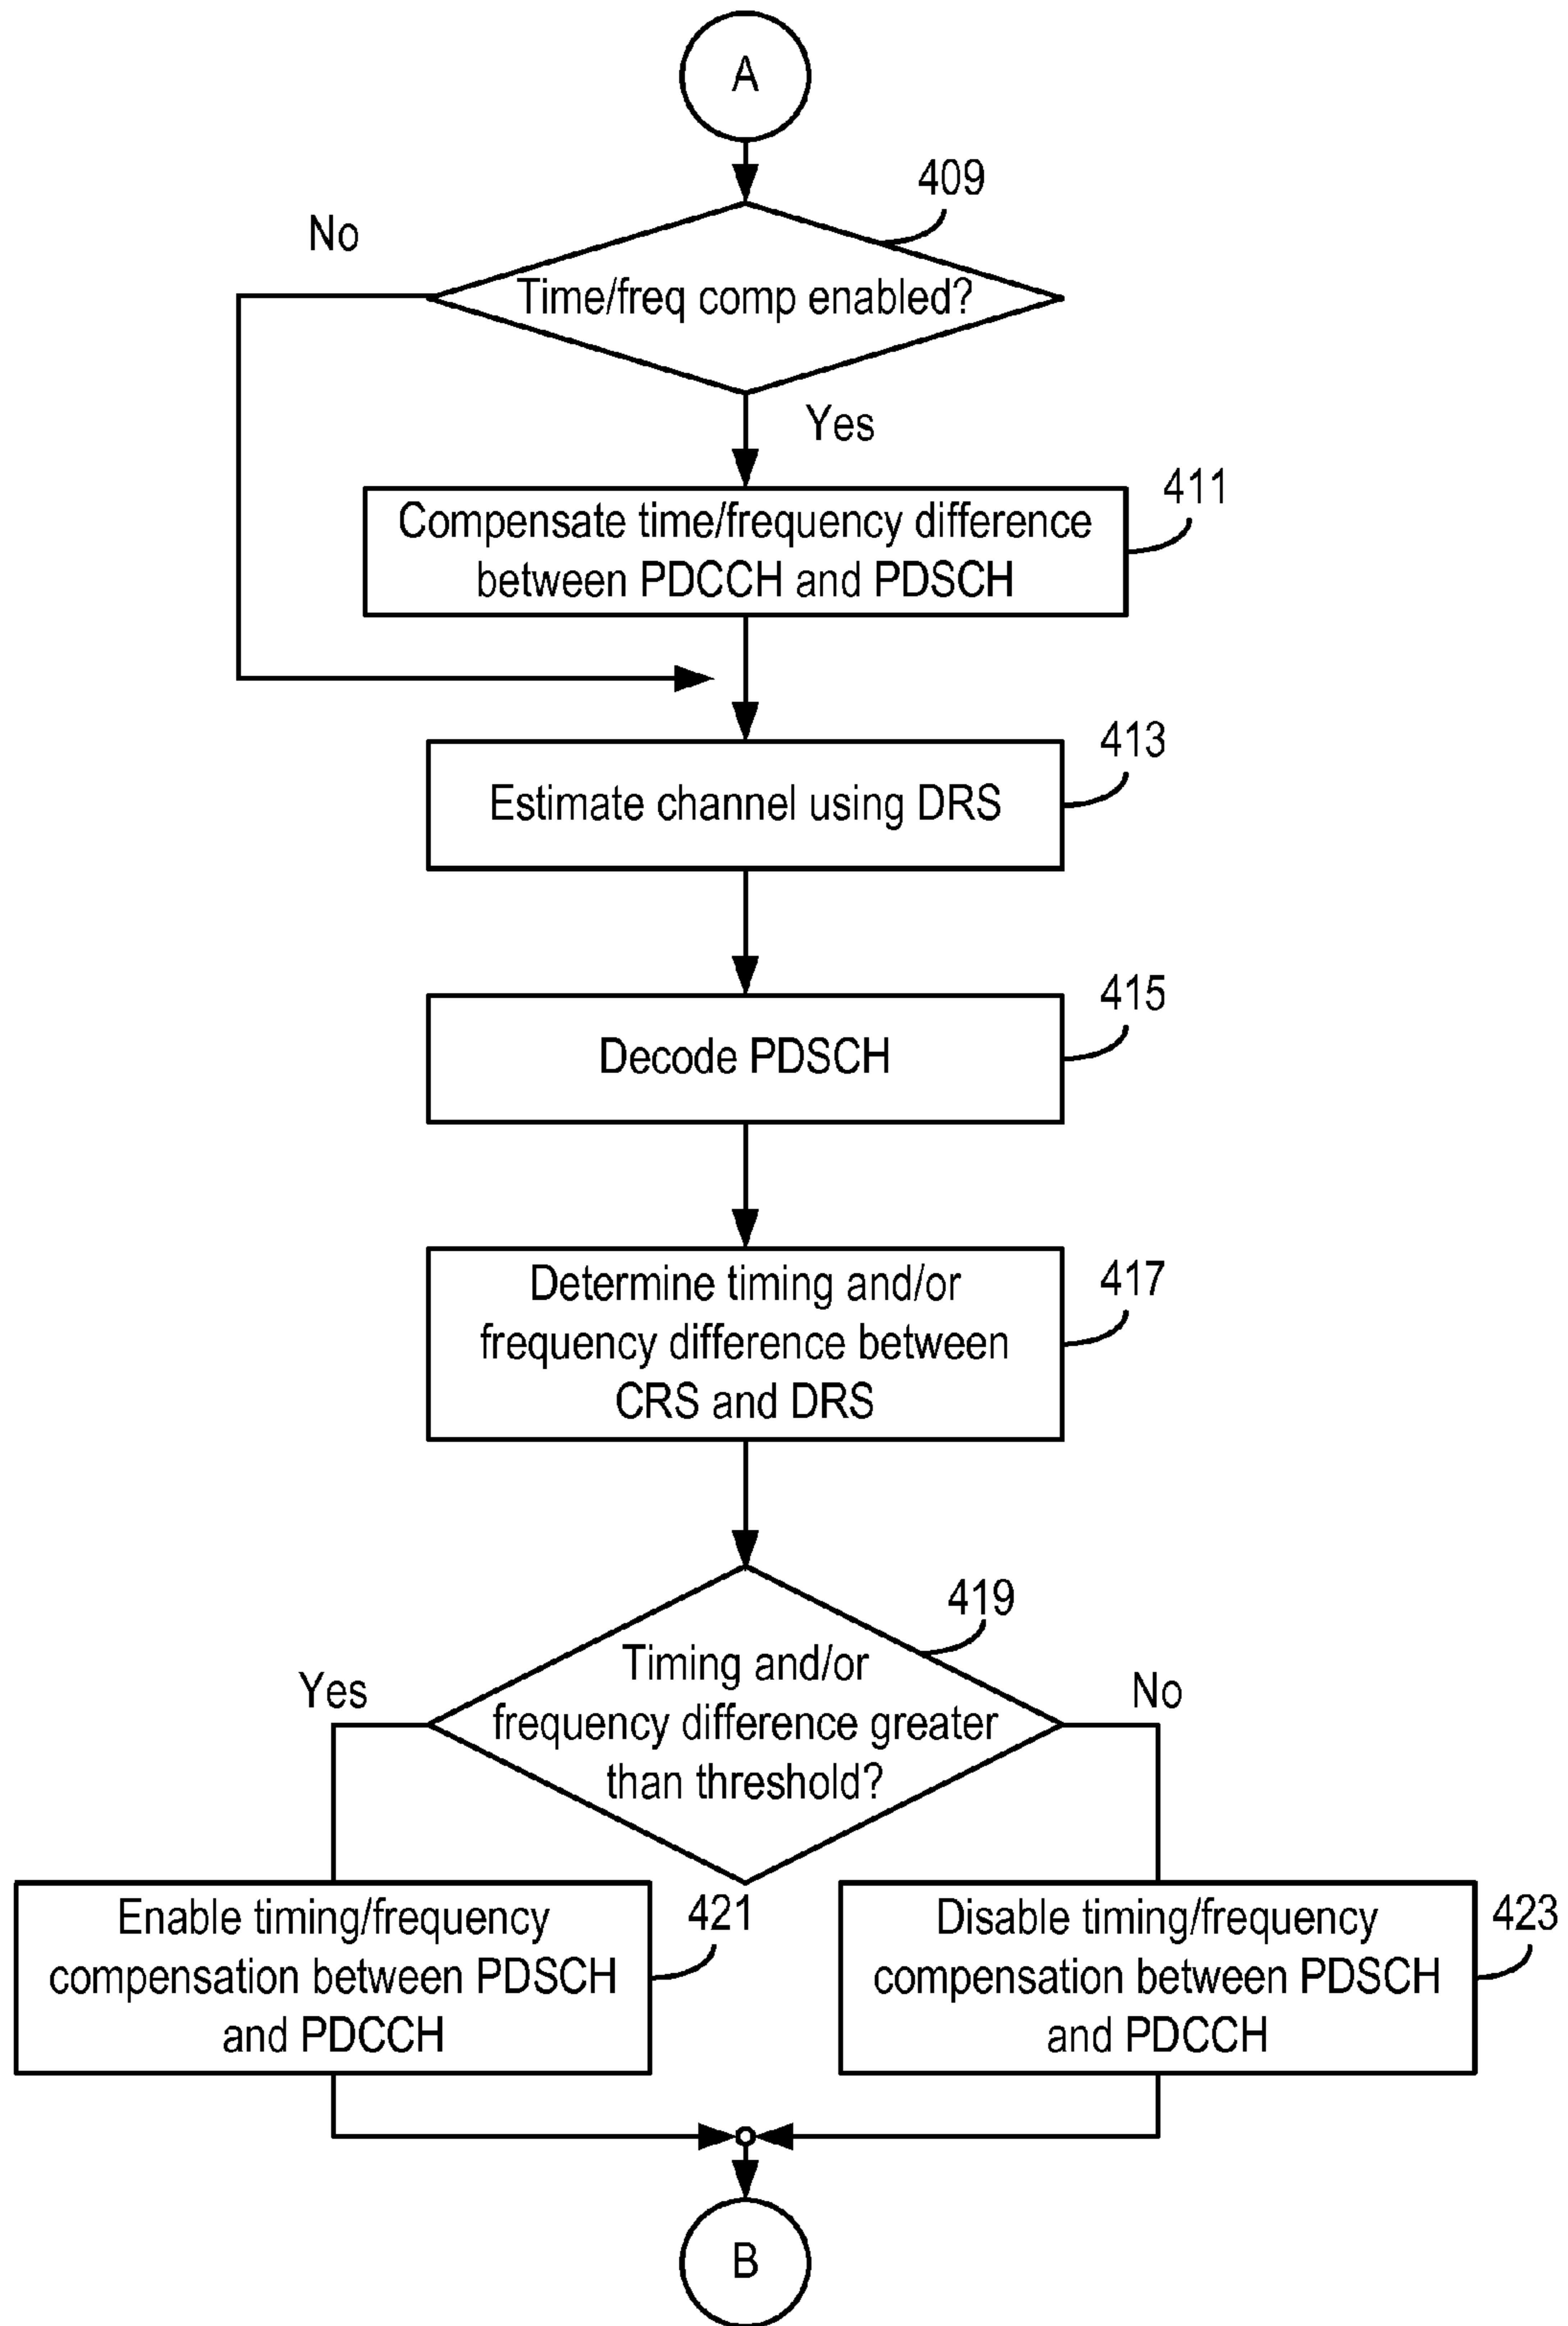 A
409
No
Time/freq comp enabled?
Yes
411
Compensate time/frequency difference
between PDCCH and PDSCH
413
Estimate channel using DRS
415
Decode PDSCH
417
Determine timing and/or
frequency difference between
CRS and DRS
419
Timing and/or
frequency difference greater
than threshold?
Yes
No
Enable timing/frequency
compensation between PDSCH
and PDCCH
421
Disable timing/frequency
compensation between PDSCH
and PDCCH
423
B